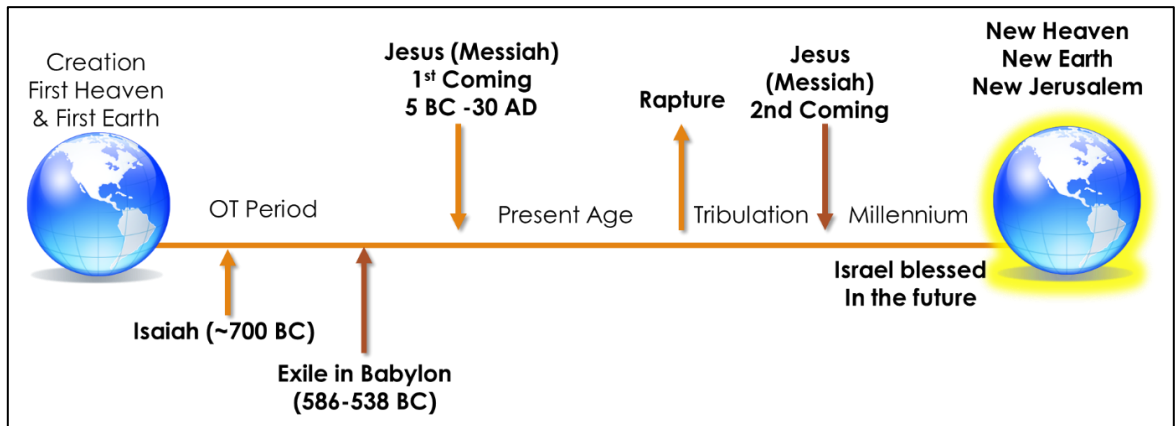 Creation
First Heaven
& First Earth
OT Period
Isaiah (~700 BC)
Exile in Babylon
(586-538 BC)
Jesus (Messiah)
1st Coming
5 BC -30 AD
Present Age
Rapture
Tribulation
Jesus
(Messiah)
2nd Coming
Millennium
Israel blessed
In the future
New Heaven
New Earth
New Jerusalem